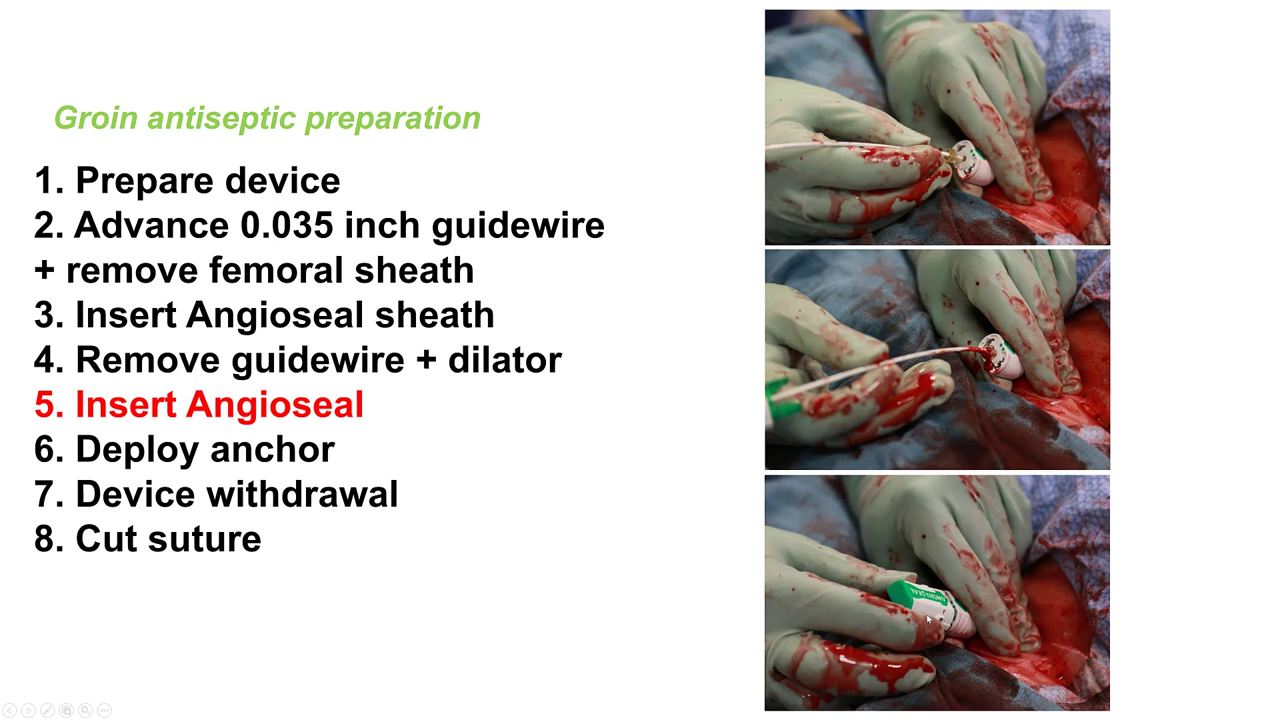 Groin antiseptic preparation
1. Prepare device
2. Advance 0.035 inch guidewire
+ remove femoral sheath
3. Insert Angioseal sheath
4. Remove guidewire + dilator
5. Insert Angioseal
6. Deploy anchor
7. Device withdrawal
8. Cut suture